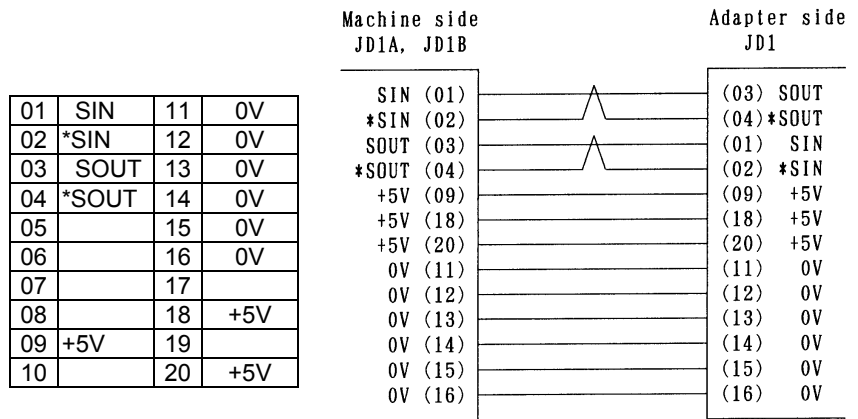 01 SIN 11 0V
02 *SIN 12 0V
03 SOUT 13 0V
04 *SOUT 14 0V
05 15 0V
06 16 0V
07 17
08 18 +5V
09 +5V 19
10 20 +5V
Machine side Adapter side
JD1A, JD1B JD1
SIN (01) (03) SOUT
*SIN (02) (04) *SOUT
SOUT (03) (01) SIN
*SOUT (04) (02) *SIN
+5V (09) (09) +5V
+5V (18) (18) +5V
+5V (20) (20) +5V
0V (11) (11) 0V
0V (12) (12) 0V
0V (13) (13) 0V
0V (14) (14) 0V
0V (15) (15) 0V
0V (16) (16) 0V